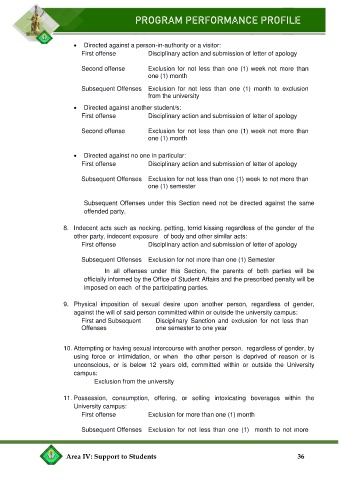 PROGRAM PERFORMANCE PROFILE
• Directed against a person-in-authority or a visitor:
First offense Disciplinary action and submission of letter of apology
Second offense Exclusion for not less than one (1) week not more than
one (1) month
Subsequent Offenses Exclusion for not less than one (1) month to exclusion
from the university
• Directed against another student/s:
First offense Disciplinary action and submission of letter of apology
Second offense Exclusion for not less than one (1) week not more than
one (1) month
• Directed against no one in particular:
First offense Disciplinary action and submission of letter of apology
Subsequent Offenses Exclusion for not less than one (1) week to not more than
one (1) semester
Subsequent Offenses under this Section need not be directed against the same
offended party.
8. Indecent acts such as necking, petting, torrid kissing regardless of the gender of the
other party, indecent exposure of body and other similar acts:
First offense Disciplinary action and submission of letter of apology
Subsequent Offenses Exclusion for not more than one (1) Semester
In all offenses under this Section, the parents of both parties will be
officially informed by the Office of Student Affairs and the prescribed penalty will be
imposed on each of the participating parties.
9. Physical imposition of sexual desire upon another person, regardless of gender,
against the will of said person committed within or outside the university campus:
First and Subsequent Disciplinary Sanction and exclusion for not less than
Offenses one semester to one year
10. Attempting or having sexual intercourse with another person, regardless of gender, by
using force or intimidation, or when the other person is deprived of reason or is
unconscious, or is below 12 years old, committed within or outside the University
campus:
Exclusion from the university
11. Possession, consumption, offering, or selling intoxicating beverages within the
University campus:
First offense Exclusion for more than one (1) month
Subsequent Offenses Exclusion for not less than one (1) month to not more
Area IV: Support to Students 36